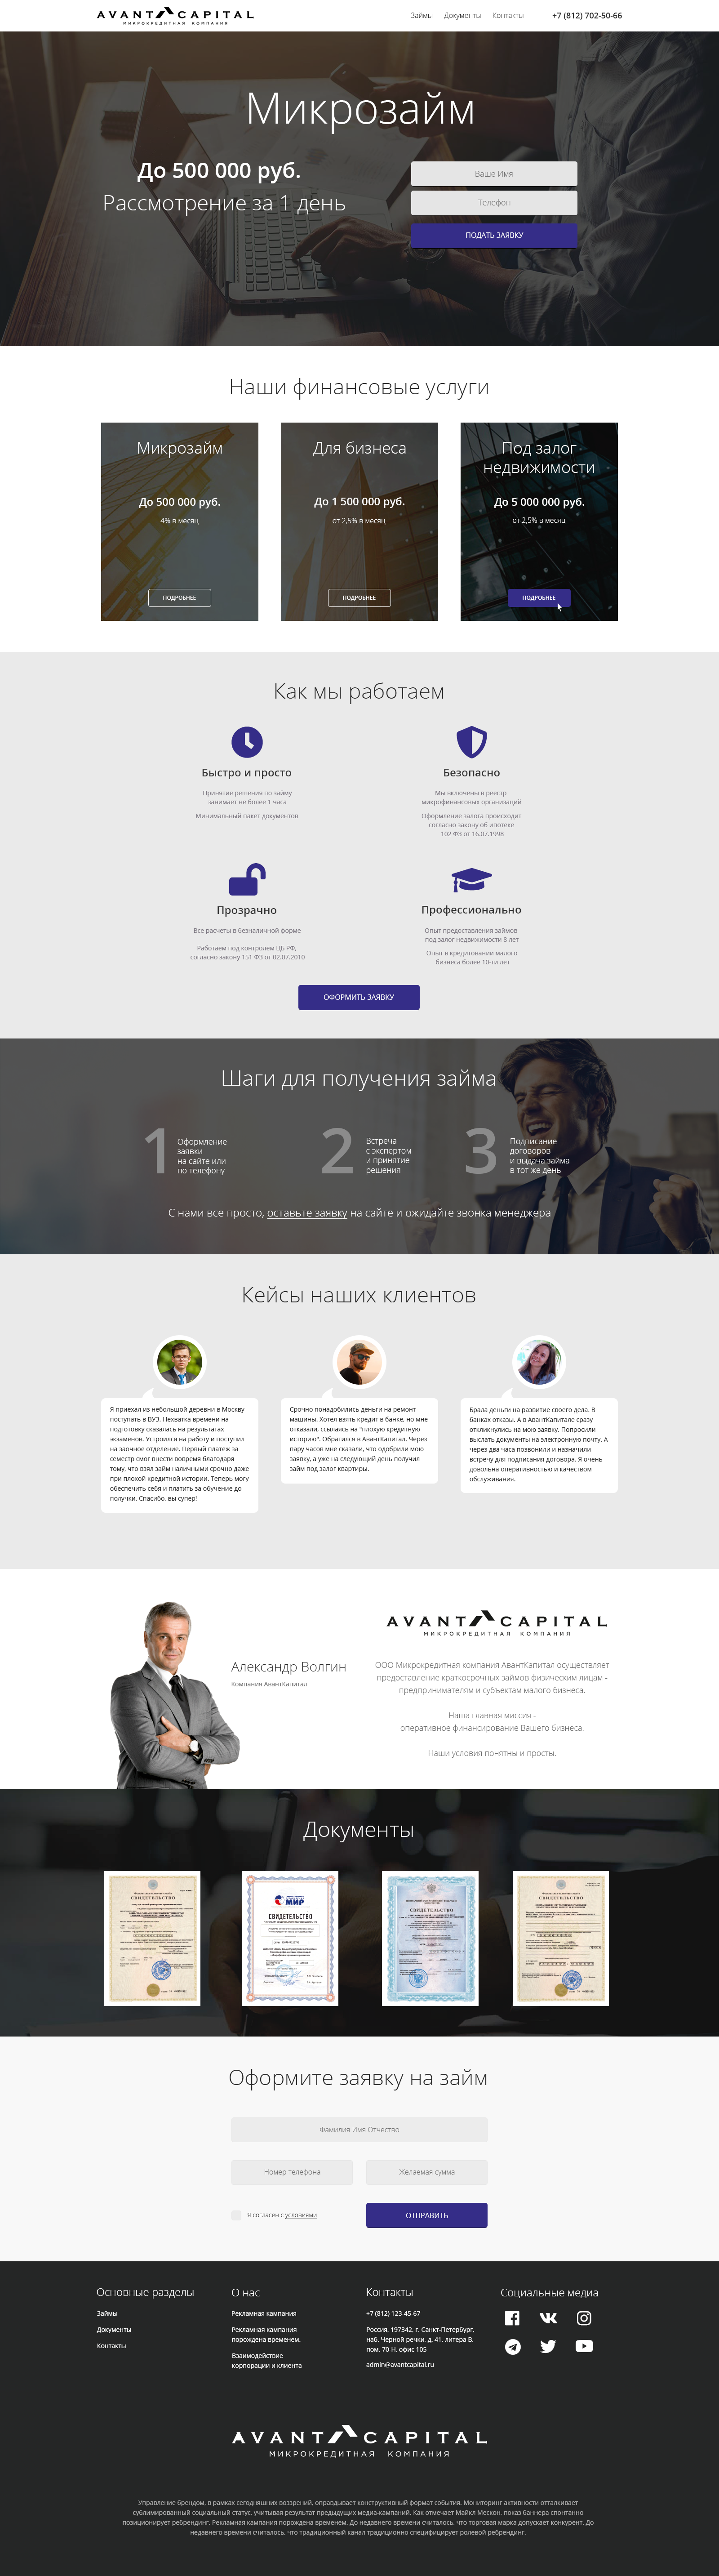 AVANT CAPITAL
МИКРОКРЕДИТНАЯ КОМПАНИЯ
Займы Документы Контакты +7 (812) 702-50-66
Микрозайм
До 500 000 руб.
Рассмотрение за 1 день
Ваше Имя
Телефон
ПОДАТЬ ЗАЯВКУ
Наши финансовые услуги
Микрозайм
До 500 000 руб.
4% в месяц
ПОДРОБНЕЕ
Для бизнеса
До 1 500 000 руб.
от 2,5% в месяц
ПОДРОБНЕЕ
Под залог
недвижимости
До 5 000 000 руб.
от 2,5% в месяц
ПОДРОБНЕЕ
Как мы работаем
Быстро и просто
Принятие решения по займу
занимает не более 1 часа
Минимальный пакет документов
Безопасно
Мы включены в реестр
микрофинансовых организаций
Оформление залога происходит
согласно закону об ипотеке
102 ФЗ от 16.07.1998
Прозрачно
Все расчеты в безналичной форме
Работаем под контролем ЦБ РФ,
согласно закону 151 ФЗ от 02.07.2010
Профессионально
Опыт предоставления займов
под залог недвижимости 8 лет
Опыт в кредитовании малого
бизнеса более 10-ти лет
ОФОРМИТЬ ЗАЯВКУ
Шаги для получения займа
1
Оформление
заявки
на сайте или
по телефону
2
Встреча
с экспертом
и принятие
решения
3
Подписание
договоров
и выдача займа
в тот же день
С нами все просто, оставьте заявку на сайте и ожидайте звонка менеджера
Кейсы наших клиентов
Я приехал из небольшой деревни в Москву
поступать в ВУЗ. Нехватка времени на
подготовку сказалась на результатах
экзаменов. Устроился на работу и поступил
на заочное отделение. Первый платеж за
семестр смог внести вовремя благодаря
тому, что взял займ наличными срочно даже
при плохой кредитной истории. Теперь могу
обеспечить себя и платить за обучение до
получки. Спасибо, вы супер!
Срочно понадобились деньги на ремонт
машины. Хотел взять кредит в банке, но мне
отказали, ссылаясь на "плохую кредитную
историю". Обратился в АвантКапитал. Через
пару часов мне сказали, что одобрили мою
заявку, а уже на следующий день получил
займ под залог квартиры.
Брала деньги на развитие своего дела. В
банках отказы. А в АвантКапитале сразу
откликнулись на мою заявку. Попросили
выслать документы на электронную почту. А
через два часа позвонили и назначили
встречу для подписания договора. Я очень
довольна оперативностью и качеством
обслуживания.
Александр Волгин
Компания АвантКапитал
AVANT CAPITAL
МИКРОКРЕДИТНАЯ КОМПАНИЯ
ООО Микрокредитная компания АвантКапитал осуществляет
предоставление краткосрочных займов физическим лицам -
предпринимателям и субъектам малого бизнеса.
Наша главная миссия -
оперативное финансирование Вашего бизнеса.
Наши условия понятны и просты.
Документы
СВИДЕТЕЛЬСТВО
МИР
СВИДЕТЕЛЬСТВО
СВИДЕТЕЛЬСТВО
СВИДЕТЕЛЬСТВО
Оформите заявку на займ
Фамилия Имя Отчество
Номер телефона
Желаемая сумма
Я согласен с условиями
ОТПРАВИТЬ
Основные разделы
Займы
Документы
Контакты
О нас
Рекламная кампания
Рекламная кампания
порождена временем.
Взаимодействие
корпорации и клиента
Контакты
+7 (812) 123-45-67
Россия, 197342, г. Санкт-Петербург,
наб. Черной речки, д. 41, литера В,
пом. 70-Н, офис 105
admin@avantcapital.ru
Социальные медиа
AVANT CAPITAL
МИКРОКРЕДИТНАЯ КОМПАНИЯ
Управление брендом, в рамках сегодняшних воззрений, оправдывает конструктивный формат события. Мониторинг активности отталкивает
сублимированный социальный статус, учитывая результат предыдущих медиа-кампаний. Как отмечает Майкл Мескон, показ баннера спонтанно
позиционирует ребрендинг. Рекламная кампания порождена временем. До недавнего времени считалось, что торговая марка допускает конкурент. До
недавнего времени считалось, что традиционный канал традиционно специфицирует ролевой ребрендинг.